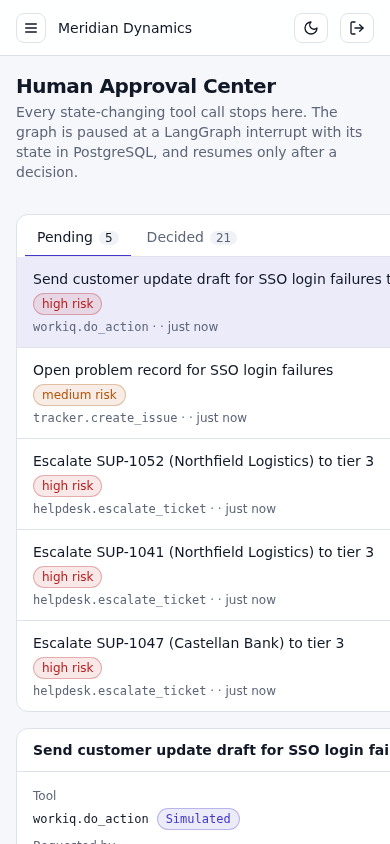 Meridian Dynamics
Human Approval Center
Every state-changing tool call stops here. The
graph is paused at a LangGraph interrupt with its
state in PostgreSQL, and resumes only after a
decision.
Pending 5 Decided 21
Send customer update draft for SSO login failures
high risk
workiq.do_action · · just now
Open problem record for SSO login failures
medium risk
tracker.create_issue · · just now
Escalate SUP-1052 (Northfield Logistics) to tier 3
high risk
helpdesk.escalate_ticket · · just now
Escalate SUP-1041 (Northfield Logistics) to tier 3
high risk
helpdesk.escalate_ticket · · just now
Escalate SUP-1047 (Castellan Bank) to tier 3
high risk
helpdesk.escalate_ticket · · just now
Send customer update draft for SSO login fai
Tool
workiq.do_action Simulated